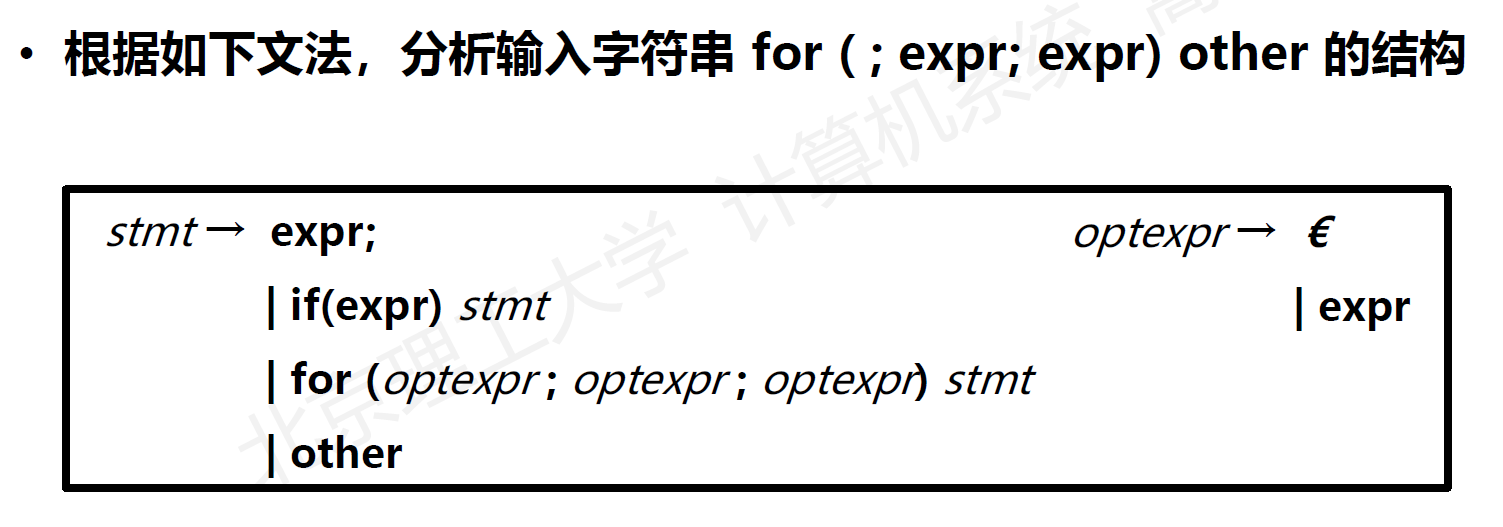 • 根据如下文法，分析输入字符串 for ( ; expr; expr) other 的结构
stmt → expr; optexpr → €
| if(expr) stmt | expr
| for (optexpr ; optexpr ; optexpr) stmt
| other
北京理工大学 计算机系统 高